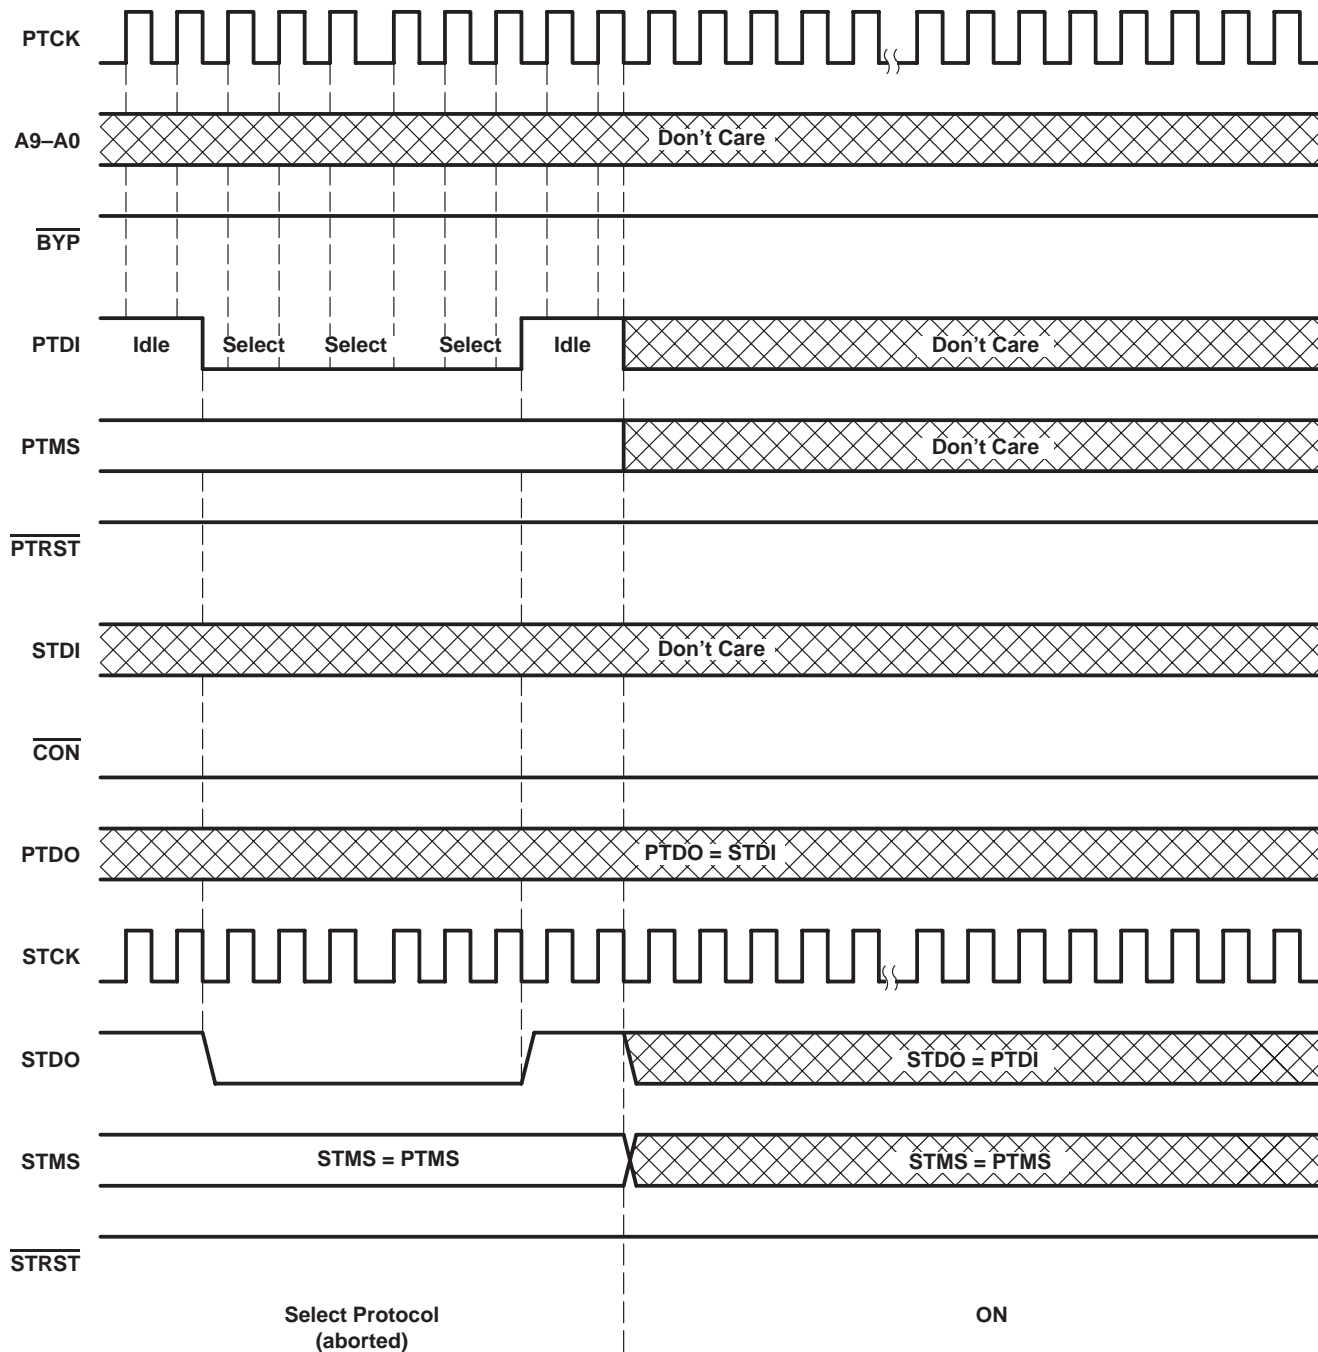 PTCK
A9–A0
Don't Care
BYP
PTDI
Idle
Select
Select
Select
Idle
Don't Care
PTMS
Don't Care
PTRST
STDI
Don't Care
CON
PTDO
PTDO = STDI
STCK
STDO
STDO = PTDI
STMS
STMS = PTMS
STMS = PTMS
STRST
Select Protocol
(aborted)
ON